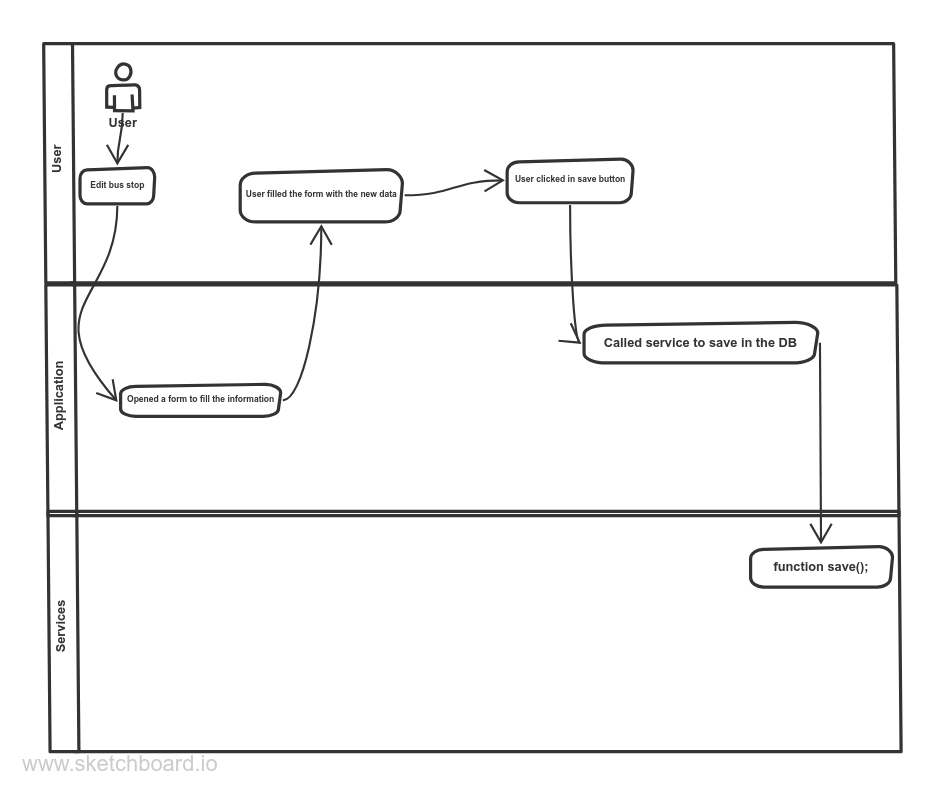 User
User
Edit bus stop
User filled the form with the new data
User clicked in save button
Application
Called service to save in the DB
Opened a form to fill the information
Services
function save();
www.sketchboard.io